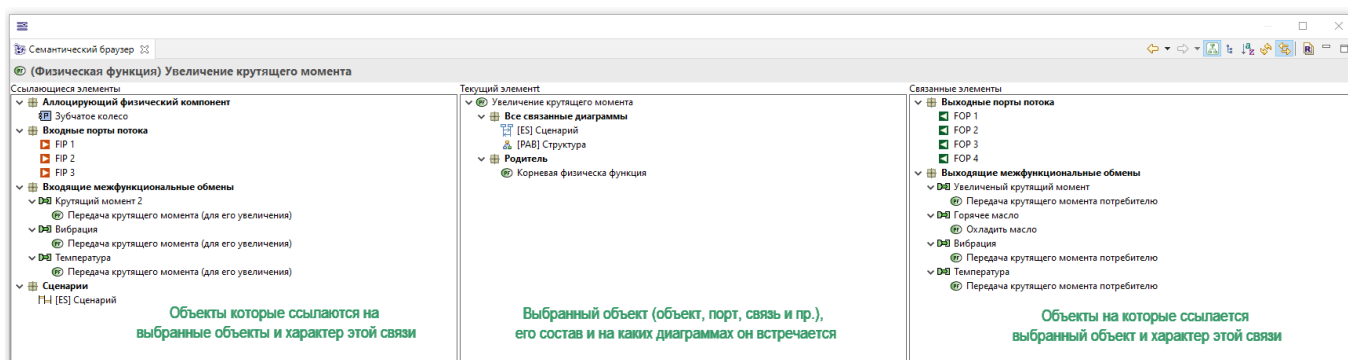 Семантический браузер
(Физическая функция) Увеличение крутящего момента
Ссылающиеся элементы
Аллоцирующий физический компонент
Зубчатое колесо
Входные порты потока
FIP 1
FIP 2
FIP 3
Входящие межфункциональные обмены
Крутящий момент 2
Передача крутящего момента (для его увеличения)
Вибрация
Передача крутящего момента (для его увеличения)
Температура
Передача крутящего момента (для его увеличения)
Сценарии
[ES] Сценарий
Объекты которые ссылаются на
выбранные объекты и характер этой связи
Текущий элементt
Увеличение крутящего момента
Все связанные диаграммы
[ES] Сценарий
[PAB] Структура
Родитель
Корневая физическа функция
Выбранный объект (объект, порт, связь и пр.),
его состав и на каких диаграммах он встречается
Связанные элементы
Выходные порты потока
FOP 1
FOP 2
FOP 3
FOP 4
Выходящие межфункциональные обмены
Увеличеный крутящий момент
Передача крутящего момента потребителю
Горячее масло
Охладить масло
Вибрация
Передача крутящего момента потребителю
Температура
Передача крутящего момента потребителю
Объекты на которые ссылается
выбранный объект и характер этой связи